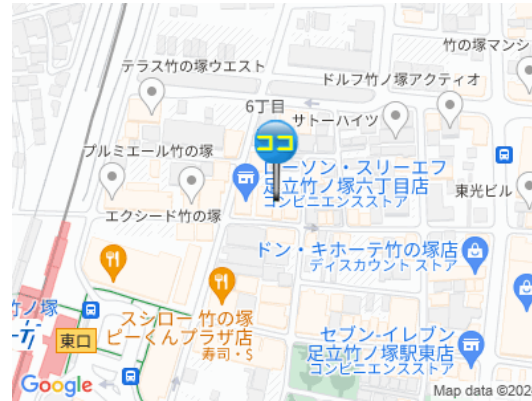 竹の塚マンシ
テラス竹の塚ウエスト
ドルフ竹ノ塚アクティオ
6丁目
サトーハイツ
ココ
プルミエール竹の塚
ーソン・スリーエフ
足立竹ノ塚六丁目店
コンビニエンスストア
東光ビル
エクシード竹の塚
ドン・キホーテ竹の塚店
ディスカウント ストア
竹ノ塚
スシロー 竹の塚
ピーくんプラザ店
寿司・S
東口
セブン-イレブン
足立竹ノ塚駅東店
コンビニエンスストア
Google
Map data ©202